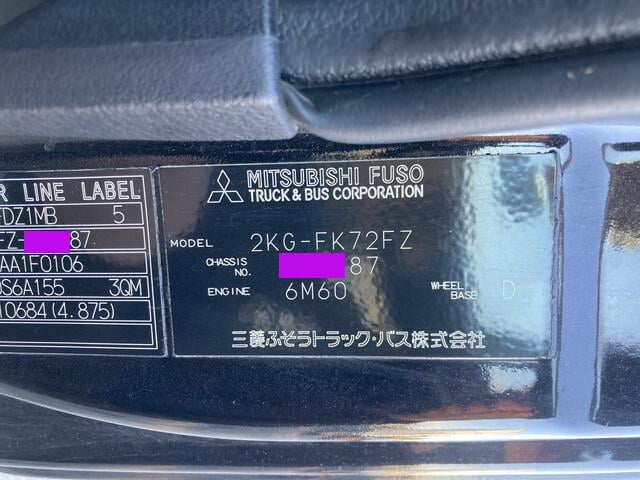 R LINE LABEL
DZ1MB 5
FZ- 87
AA1F0106
0S6A155 3QM
10684(4.875)
MITSUBISHI FUSO
TRUCK & BUS CORPORATION
MODEL 2KG-FK72FZ
CHASSIS NO. 87
ENGINE 6M60 WHEEL BASE D
三菱ふそうトラック・バス株式会社